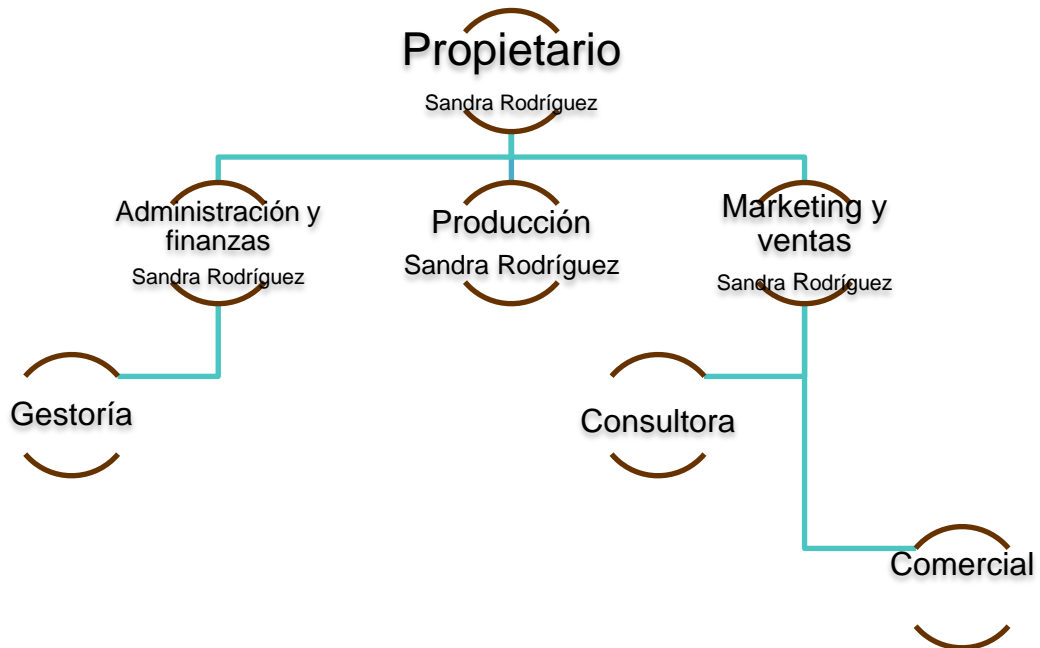 Propietario
Sandra Rodríguez
Administración y
finanzas
Sandra Rodríguez
Producción
Sandra Rodríguez
Marketing y
ventas
Sandra Rodríguez
Gestoría
Consultora
Comercial